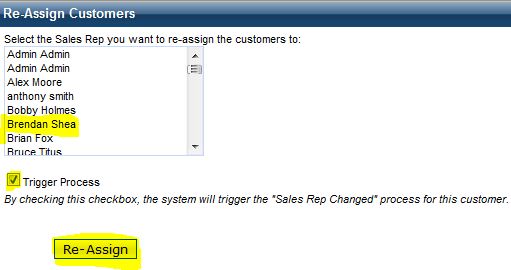 Re-Assign Customers
Select the Sales Rep you want to re-assign the customers to:
Admin Admin
Admin Admin
Alex Moore
anthony smith
Bobby Holmes
Brendan Shea
Brian Fox
Bruce Titus
Trigger Process
By checking this checkbox, the system will trigger the "Sales Rep Changed" process for this customer.
Re-Assign